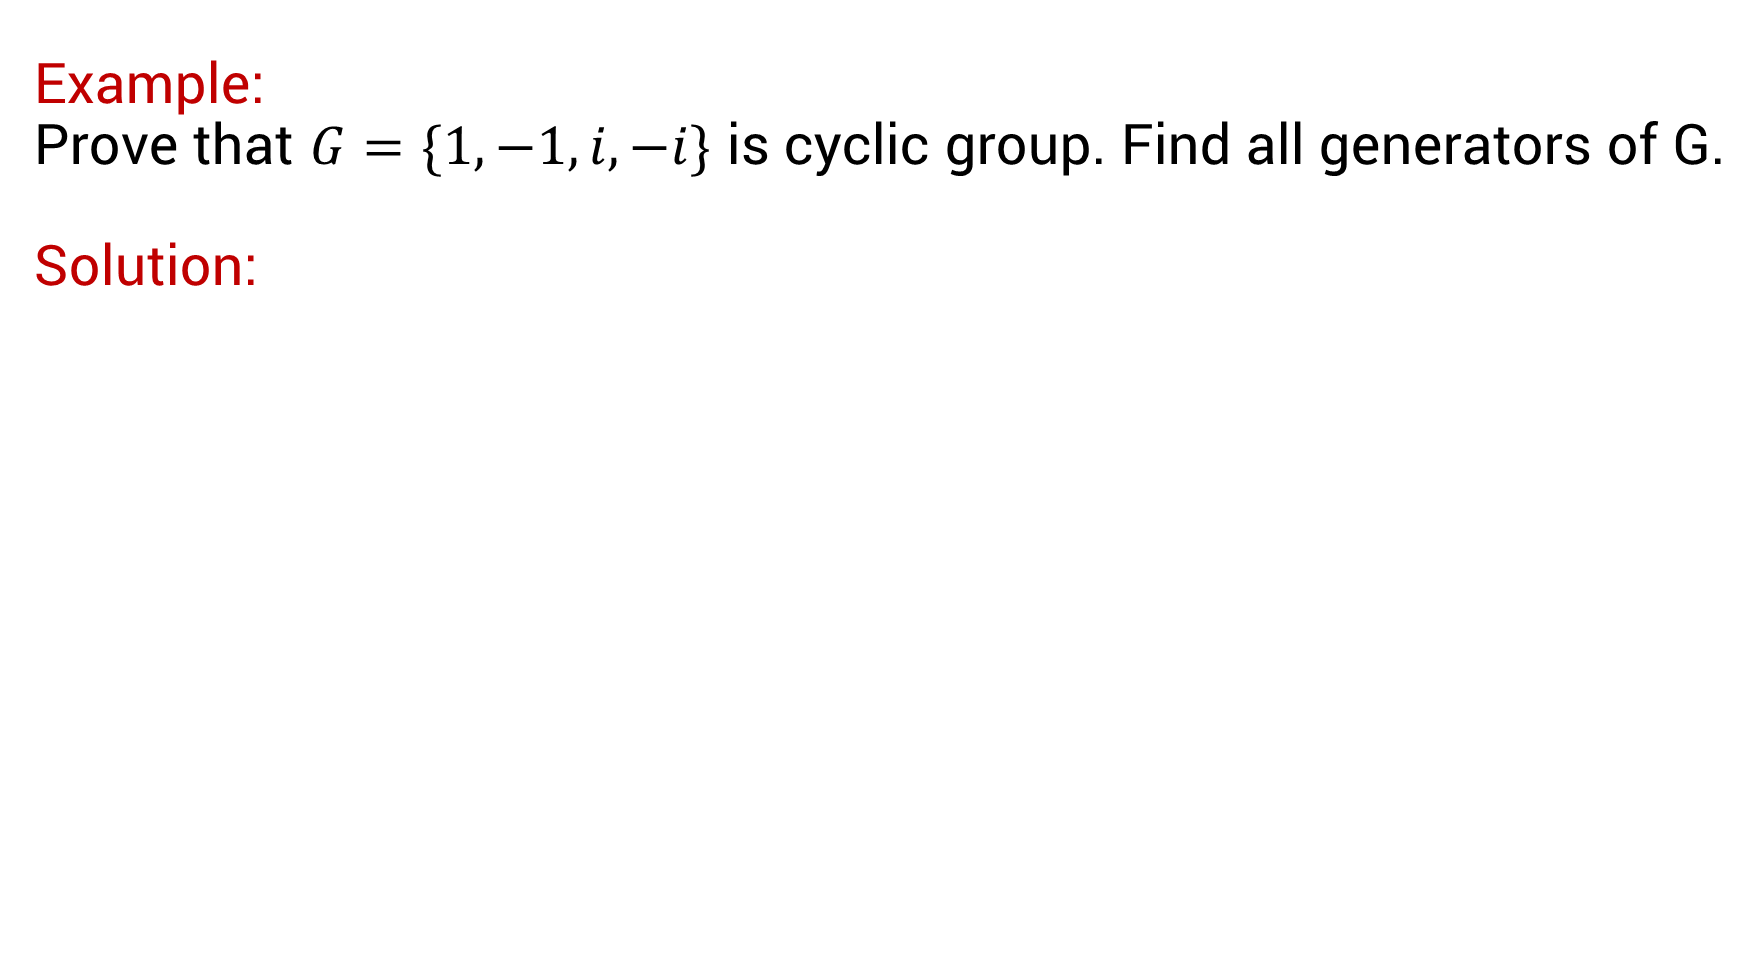 Example:
Prove that G = {1, −1, i, −i} is cyclic group. Find all generators of G.
Solution: